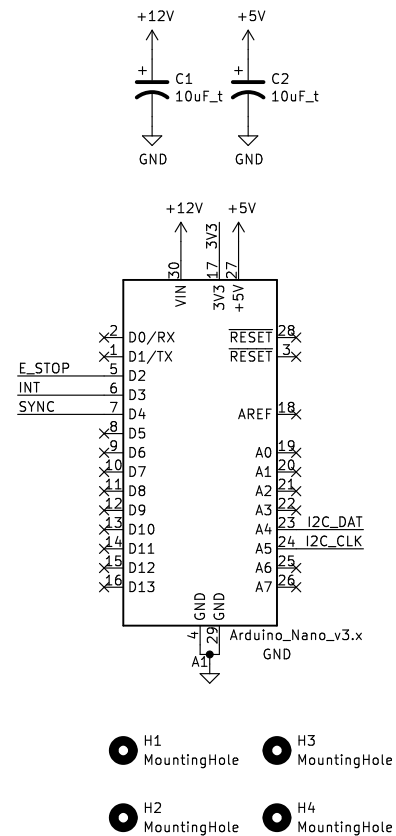 +12V +5V
+ C1 + C2
10uF_t 10uF_t
GND GND
+12V +5V
3V3
30 17 27
VIN 3V3 +5V
2 D0/RX RESET 28
1 D1/TX RESET 3
E_STOP 5 D2
INT 6 D3
SYNC 7 D4 AREF 18
8 D5
9 D6 A0 19
10 D7 A1 20
11 D8 A2 21
12 D9 A3 22
13 D10 A4 23 I2C_DAT
14 D11 A5 24 I2C_CLK
15 D12 A6 25
16 D13 A7 26
GND GND
4 29 Arduino_Nano_v3.x
A1 GND
H1 H3
MountingHole MountingHole
H2 H4
MountingHole MountingHole